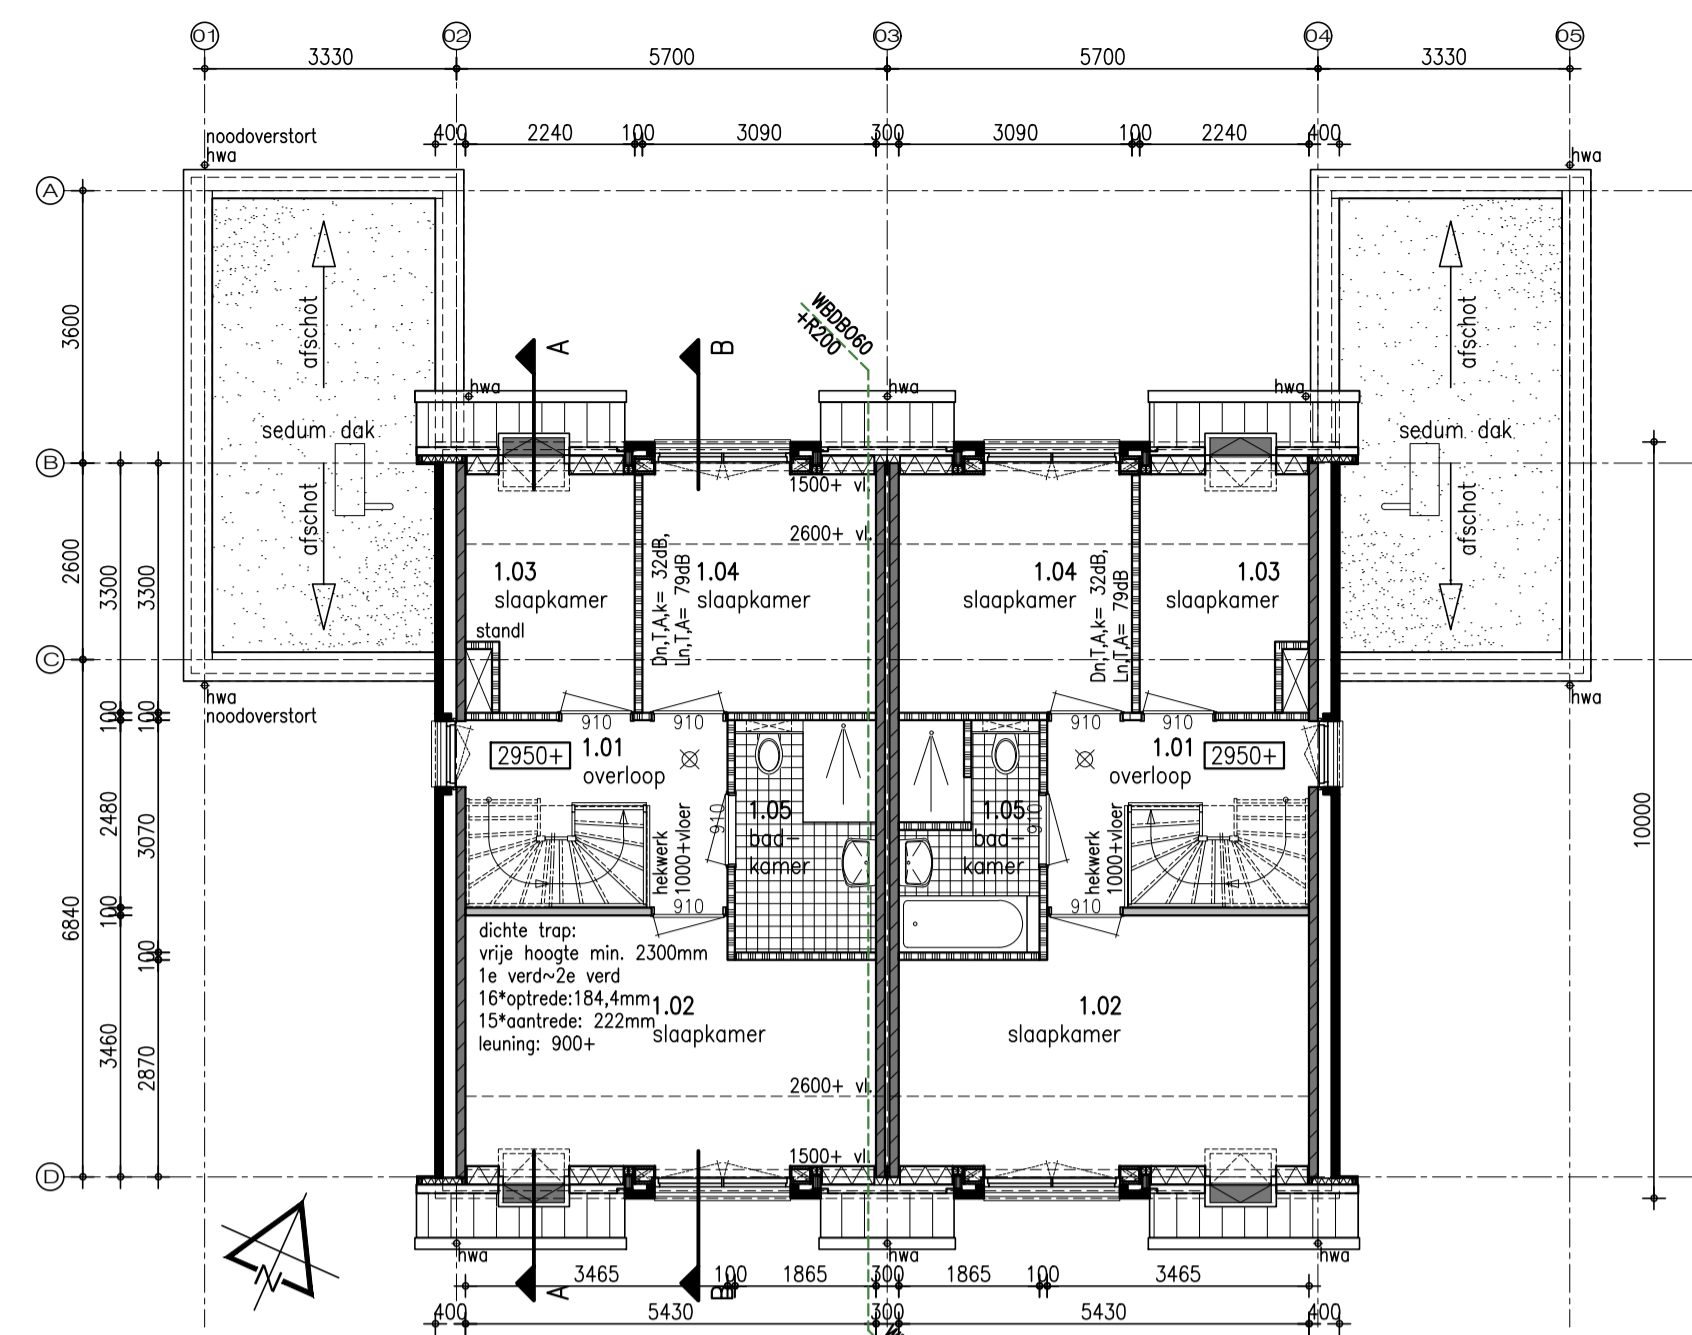 01 02 03 04 05
3330 5700 5700 3330
noodoverstort
hwa
400 2240 100 3090 300 3090 100 2240 400
hwa
A
3600
afschot
afschot
WBDBO60
+R200
A
B
hwa
hwa
hwa
sedum dak
sedum dak
B
1500+ vl.
2600+ vl.
afschot
afschot
2600
3300
3300
1.03
slaapkamer
Dn,T,A,k= 32dB,
Ln,T,A= 79dB
1.04
slaapkamer
1.04
slaapkamer
Dn,T,A,k= 32dB,
Ln,T,A= 79dB
1.03
slaapkamer
standl
C
hwa
noodoverstort
hwa
100
100
910
910
910
910
2950+
1.01
overloop
1.01
overloop
2950+
2480
3070
910
1.05
bad-
kamer
1.05
bad-
kamer
910
hekwerk
1000+vloer
hekwerk
1000+vloer
10000
6840
100
100
910
910
dichte trap:
vrije hoogte min. 2300mm
1e verd~2e verd
16*optrede:184,4mm
15*aantrede: 222mm
leuning: 900+
1.02
slaapkamer
1.02
slaapkamer
3460
2870
2600+ vl.
1500+ vl.
D
N
hwa
hwa
hwa
A
B
3465 100 1865 300 1865 100 3465
400 5430 300 5430 400